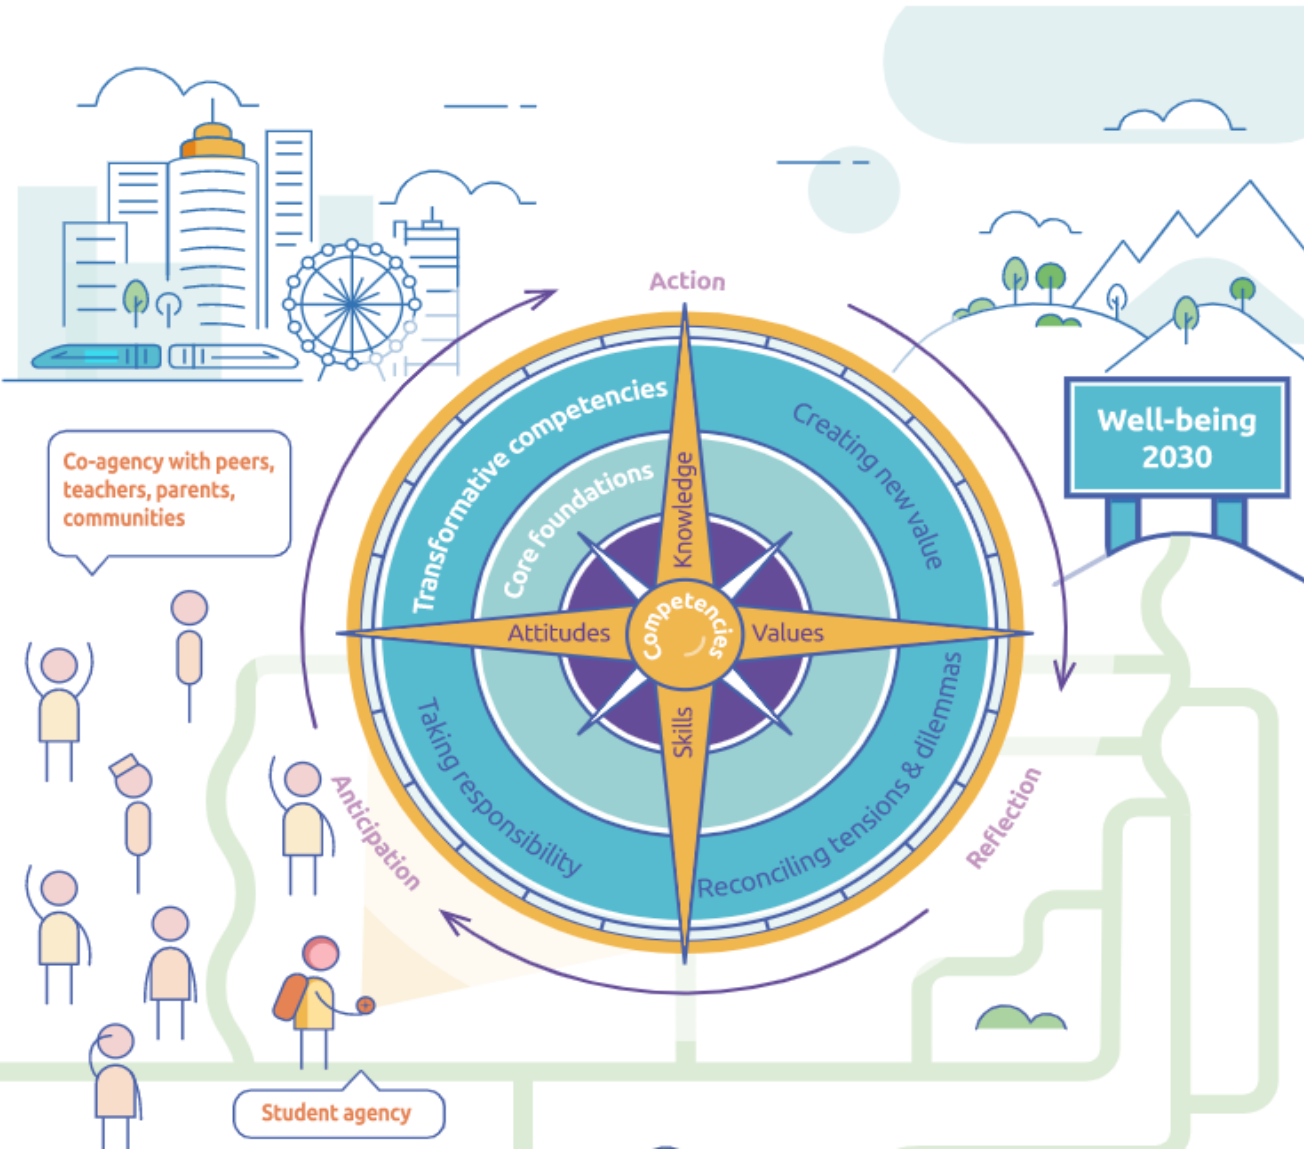 Action
Transformative competencies
Creating new value
Well-being
2030
Co-agency with peers,
teachers, parents,
communities
Core foundations
Knowledge
Competencies
Attitudes
Values
Skills
Taking responsibility
Reconciling tensions & dilemmas
Anticipation
Reflection
Student agency